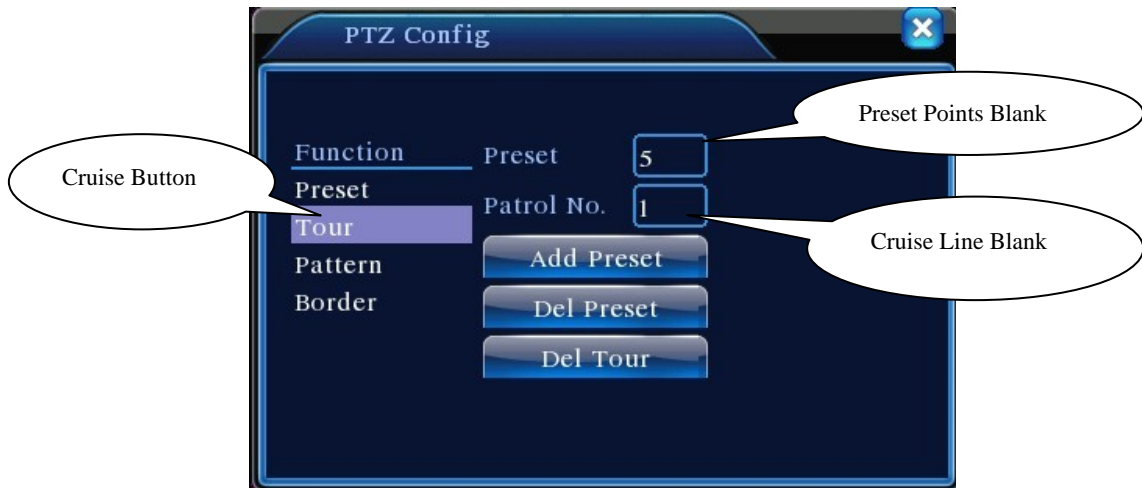 PTZ Config
Preset Points Blank
Cruise Button
Function
Preset
Tour
Pattern
Border
Preset 5
Patrol No. 1
Cruise Line Blank
Add Preset
Del Preset
Del Tour